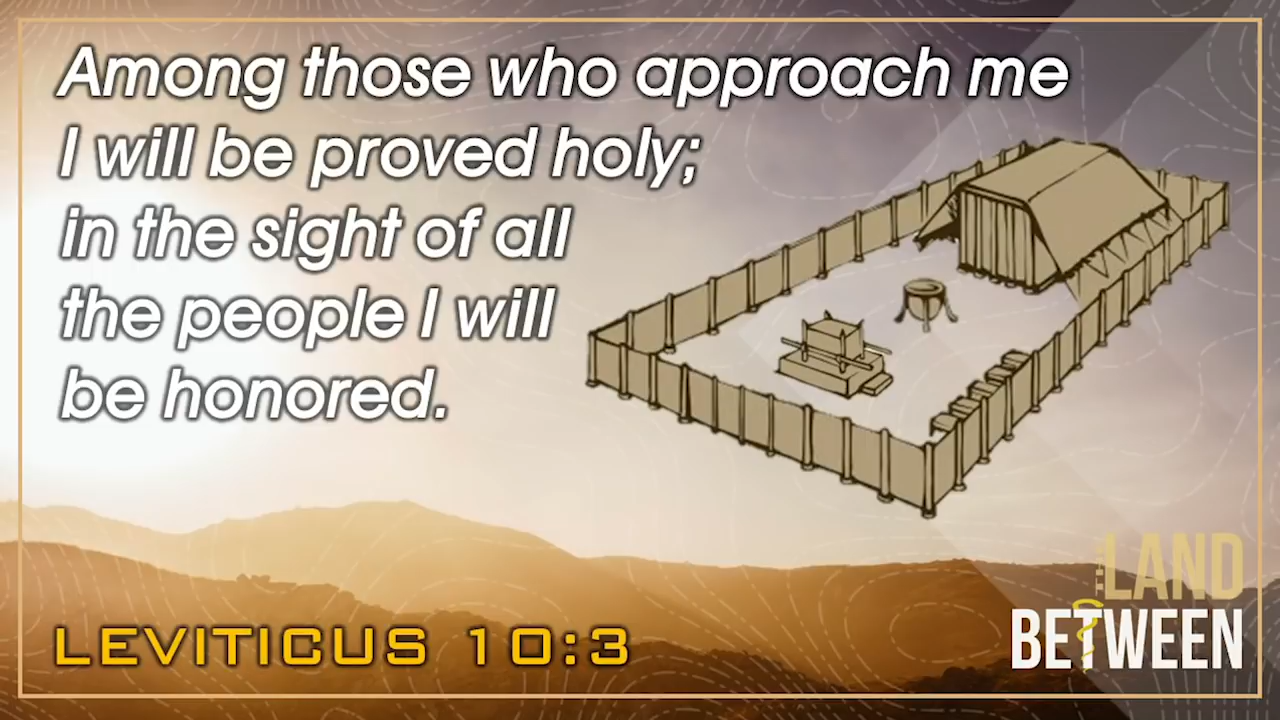 Among those who approach me
I will be proved holy;
in the sight of all
the people I will
be honored.
LEVITICUS 10:3
THE LAND
BETWEEN